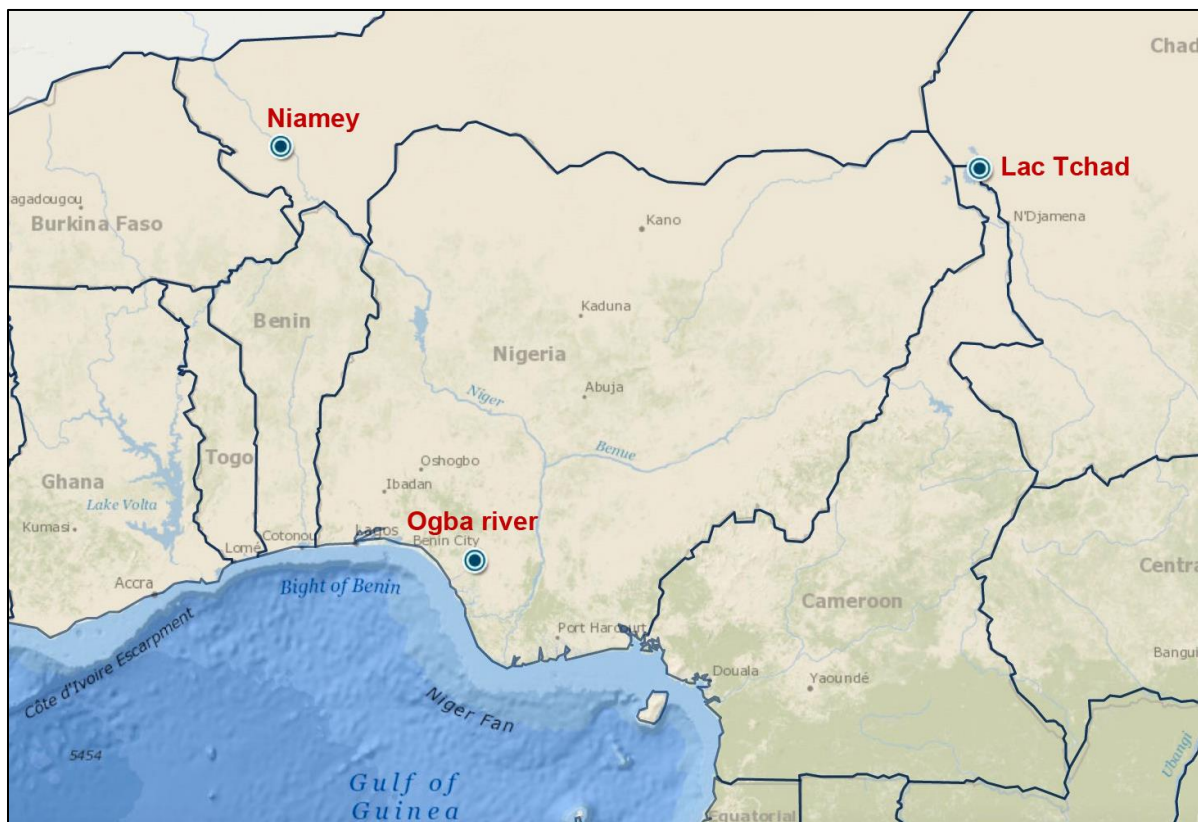 Chad
Niamey
Lac Tchad
agadougou
Burkina Faso
Kano
N'Djamena
Kaduna
Benin
Nigeria
Abuja
Niger
Benue
Togo
Oshogbo
Ghana
Ibadan
Lake Volta
Kumasi
Ogba river
Lagos
Cotonou
Benin City
Lomé
Accra
Bight of Benin
Centra
Cameroon
Port Harcourt
Bangui
Côte d'Ivoire Escarpment
Douala
Yaoundé
Niger Fan
5454
Ubangi
Gulf of
Guinea
Equatorial